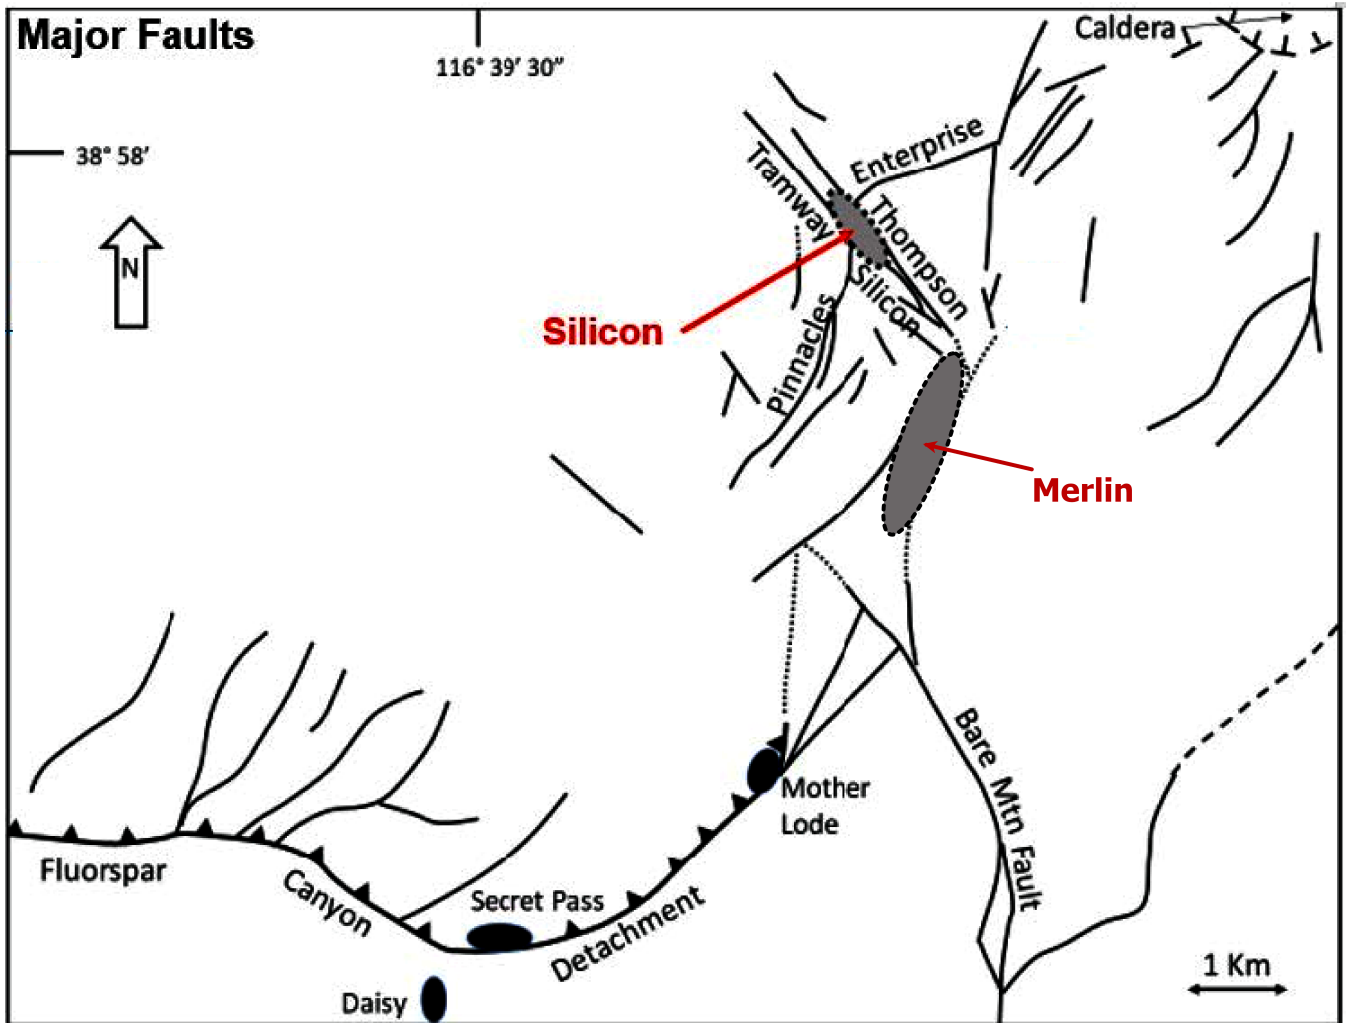 Major Faults
116° 39′ 30″
Caldera
38° 58′
N
Enterprise
Tramway
Thompson
Silicon
Silicon
Pinnacles
Merlin
Bare Mtn Fault
Mother
Lode
Fluorspar
Canyon
Secret Pass
Detachment
1 Km
Daisy